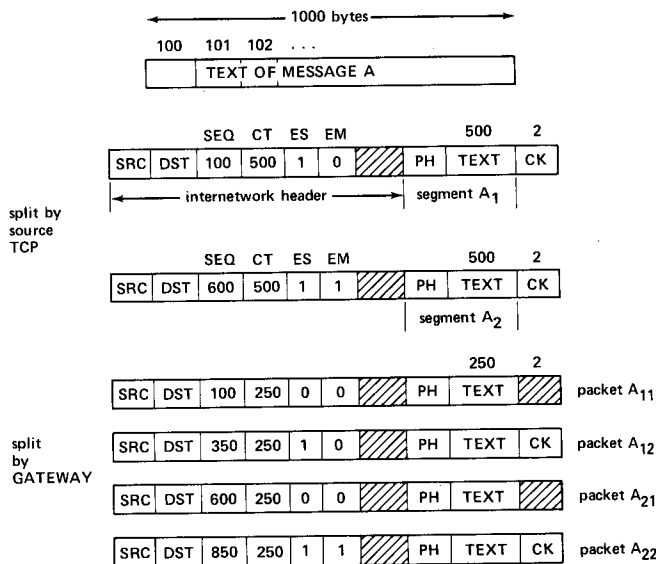 1000 bytes
100 101 102 ...
TEXT OF MESSAGE A
SEQ CT ES EM 500 2
SRC DST 100 500 1 0 PH TEXT CK
internetwork header segment A1
split by
source
TCP
SEQ CT ES EM 500 2
SRC DST 600 500 1 1 PH TEXT CK
segment A2
250 2
SRC DST 100 250 0 0 PH TEXT packet A11
split
by
GATEWAY
SRC DST 350 250 1 0 PH TEXT CK packet A12
SRC DST 600 250 0 0 PH TEXT packet A21
SRC DST 850 250 1 1 PH TEXT CK packet A22